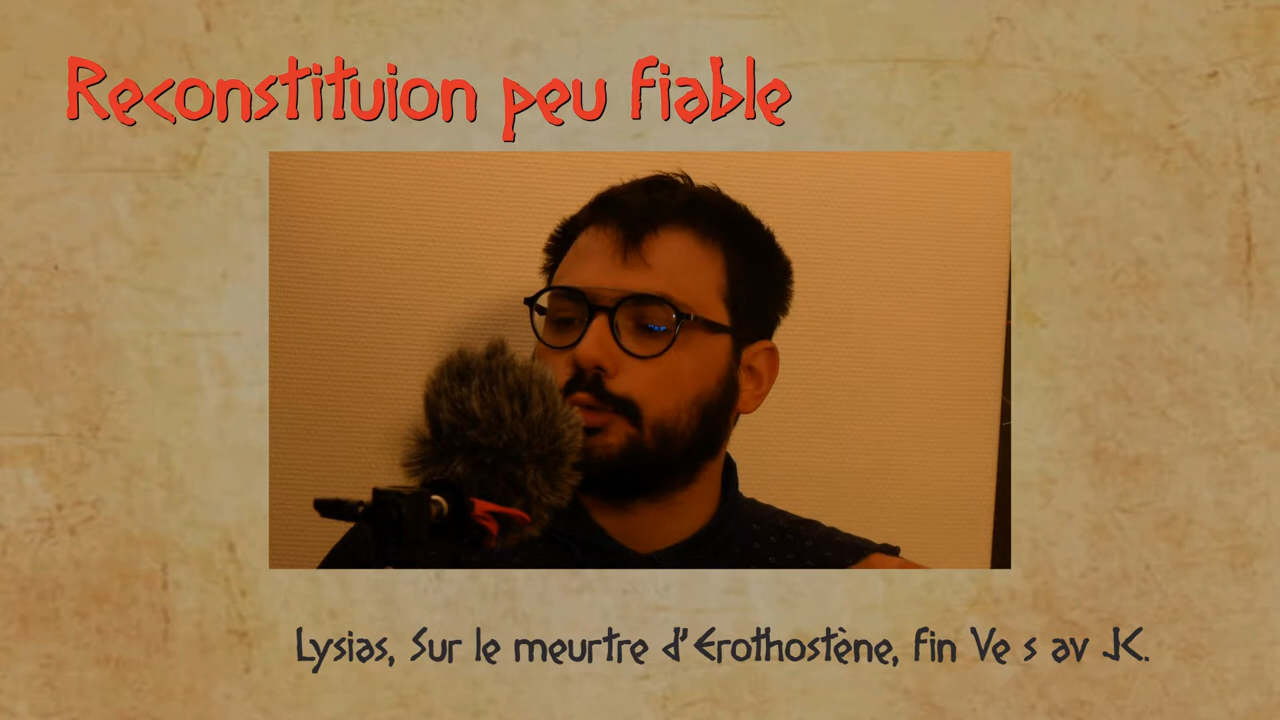 Reconstituion peu fiable
Lysias, Sur le meurtre d'Erothostène, fin Ve s av JC.